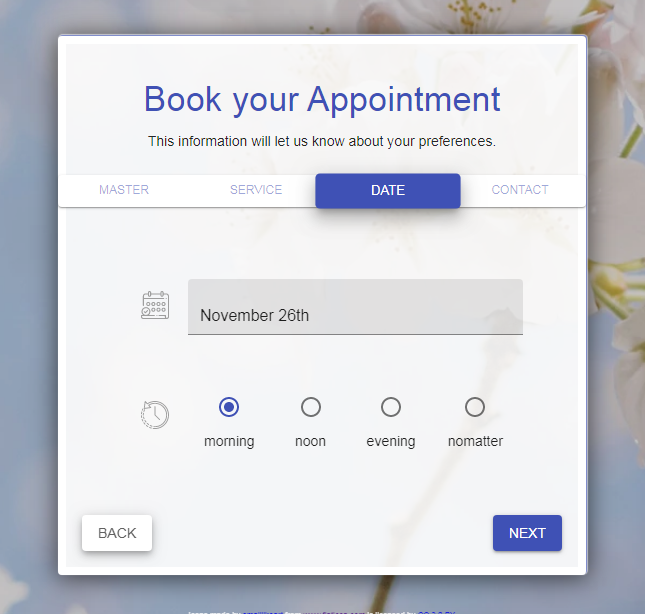 Book your Appointment
This information will let us know about your preferences.
MASTER SERVICE DATE CONTACT
November 26th
morning noon evening nomatter
BACK NEXT